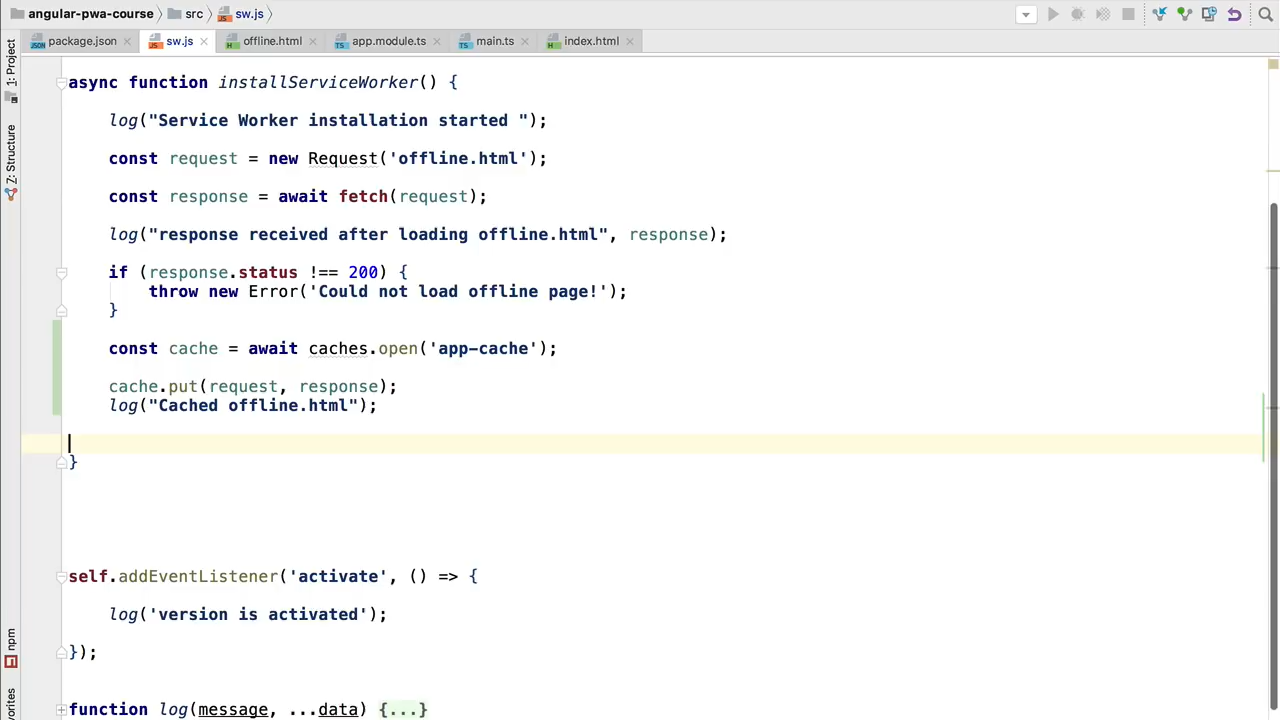 angular-pwa-course src sw.js
package.json sw.js offline.html app.module.ts main.ts index.html
1: Project
Z: Structure
npm
async function installServiceWorker() {
log("Service Worker installation started ");
const request = new Request('offline.html');
const response = await fetch(request);
log("response received after loading offline.html", response);
if (response.status !== 200) {
throw new Error('Could not load offline page!');
}
const cache = await caches.open('app-cache');
cache.put(request, response);
log("Cached offline.html");
}
self.addEventListener('activate', () => {
log('version is activated');
});
function log(message, ...data) {...}